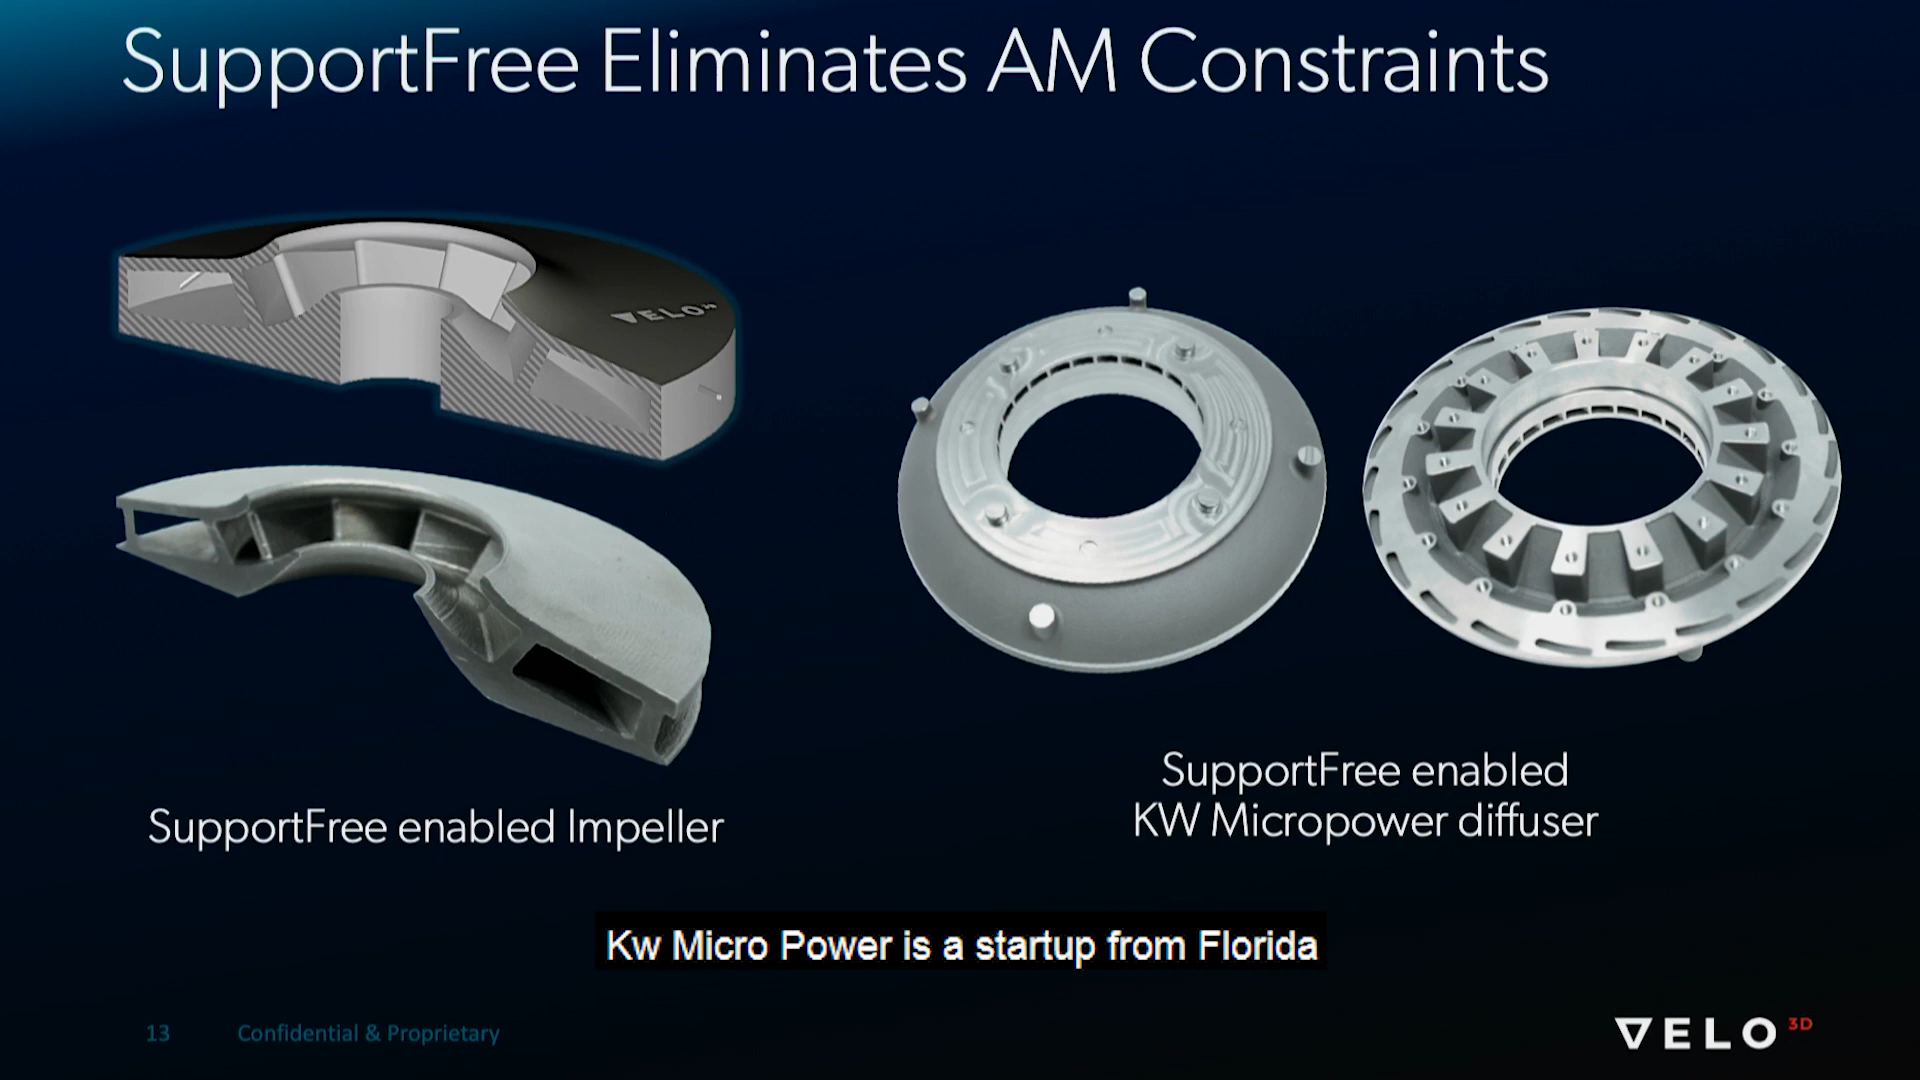 SupportFree Eliminates AM Constraints
VELO3D
SupportFree enabled Impeller
SupportFree enabled
KW Micropower diffuser
Kw Micro Power is a startup from Florida
13
Confidential & Proprietary
VELO 3D